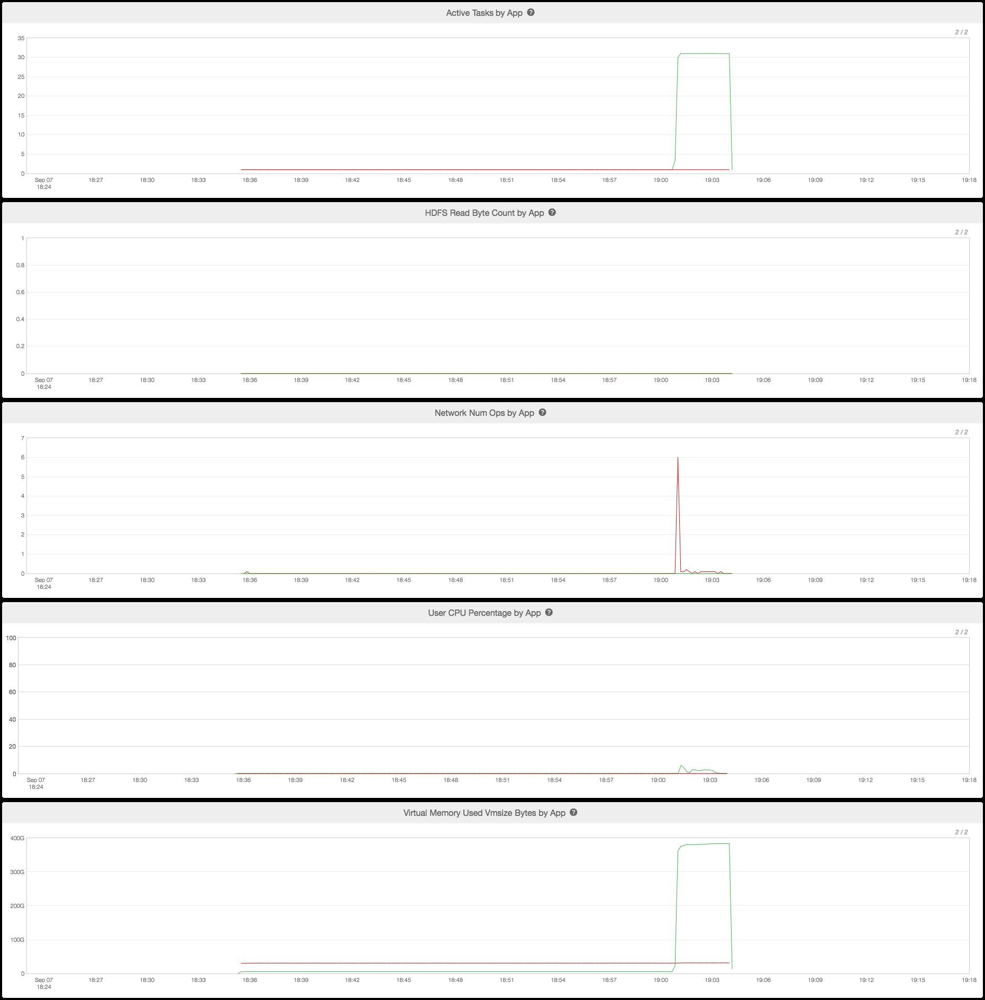 Active Tasks by App ?
2 / 2
35
30
25
20
15
10
5
0
Sep 07 18:27 18:30 18:33 18:36 18:39 18:42 18:45 18:48 18:51 18:54 18:57 19:00 19:03 19:06 19:09 19:12 19:15 19:18
18:24
HDFS Read Byte Count by App ?
2 / 2
1
0.8
0.6
0.4
0.2
0
Sep 07 18:27 18:30 18:33 18:36 18:39 18:42 18:45 18:48 18:51 18:54 18:57 19:00 19:03 19:06 19:09 19:12 19:15 19:18
18:24
Network Num Ops by App ?
2 / 2
7
6
5
4
3
2
1
0
Sep 07 18:27 18:30 18:33 18:36 18:39 18:42 18:45 18:48 18:51 18:54 18:57 19:00 19:03 19:06 19:09 19:12 19:15 19:18
18:24
User CPU Percentage by App ?
2 / 2
100
80
60
40
20
0
Sep 07 18:27 18:30 18:33 18:36 18:39 18:42 18:45 18:48 18:51 18:54 18:57 19:00 19:03 19:06 19:09 19:12 19:15 19:18
18:24
Virtual Memory Used Vmsize Bytes by App ?
2 / 2
400G
300G
200G
100G
0
Sep 07 18:27 18:30 18:33 18:36 18:39 18:42 18:45 18:48 18:51 18:54 18:57 19:00 19:03 19:06 19:09 19:12 19:15 19:18
18:24